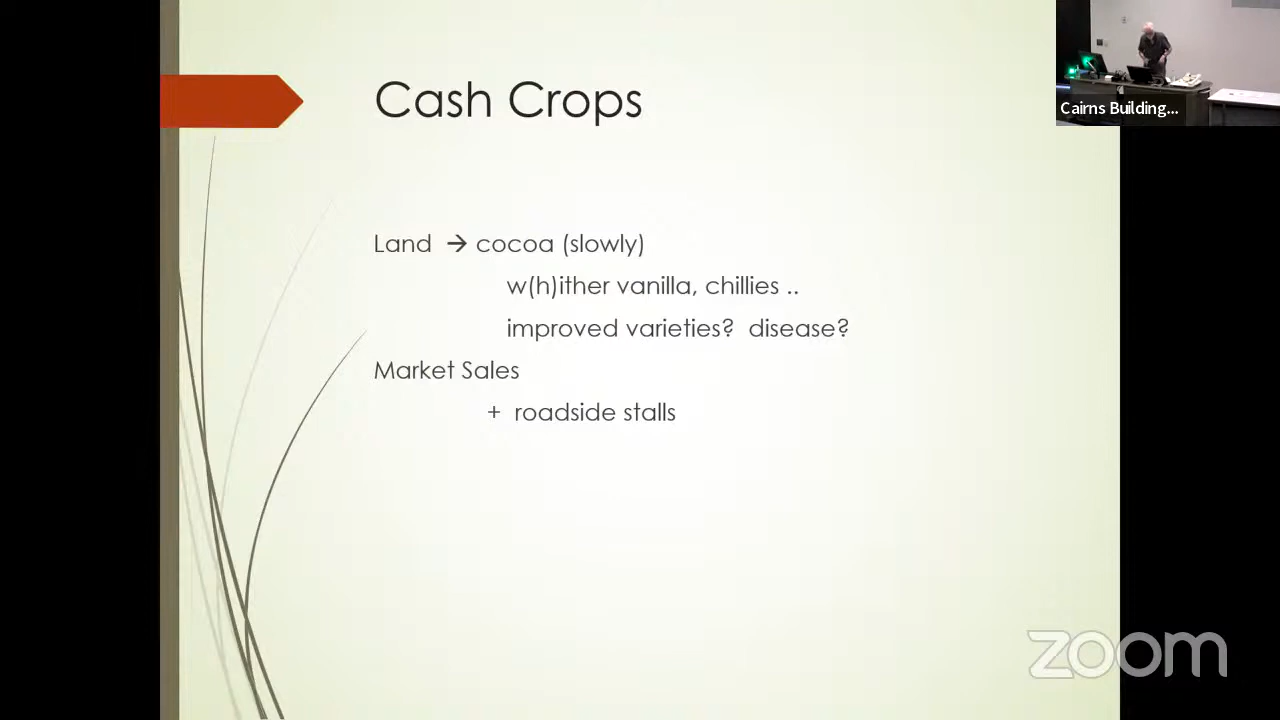 Cash Crops
Cairns Building...
Land → cocoa (slowly)
w(h)ither vanilla, chillies ..
improved varieties? disease?
Market Sales
+ roadside stalls
zoom